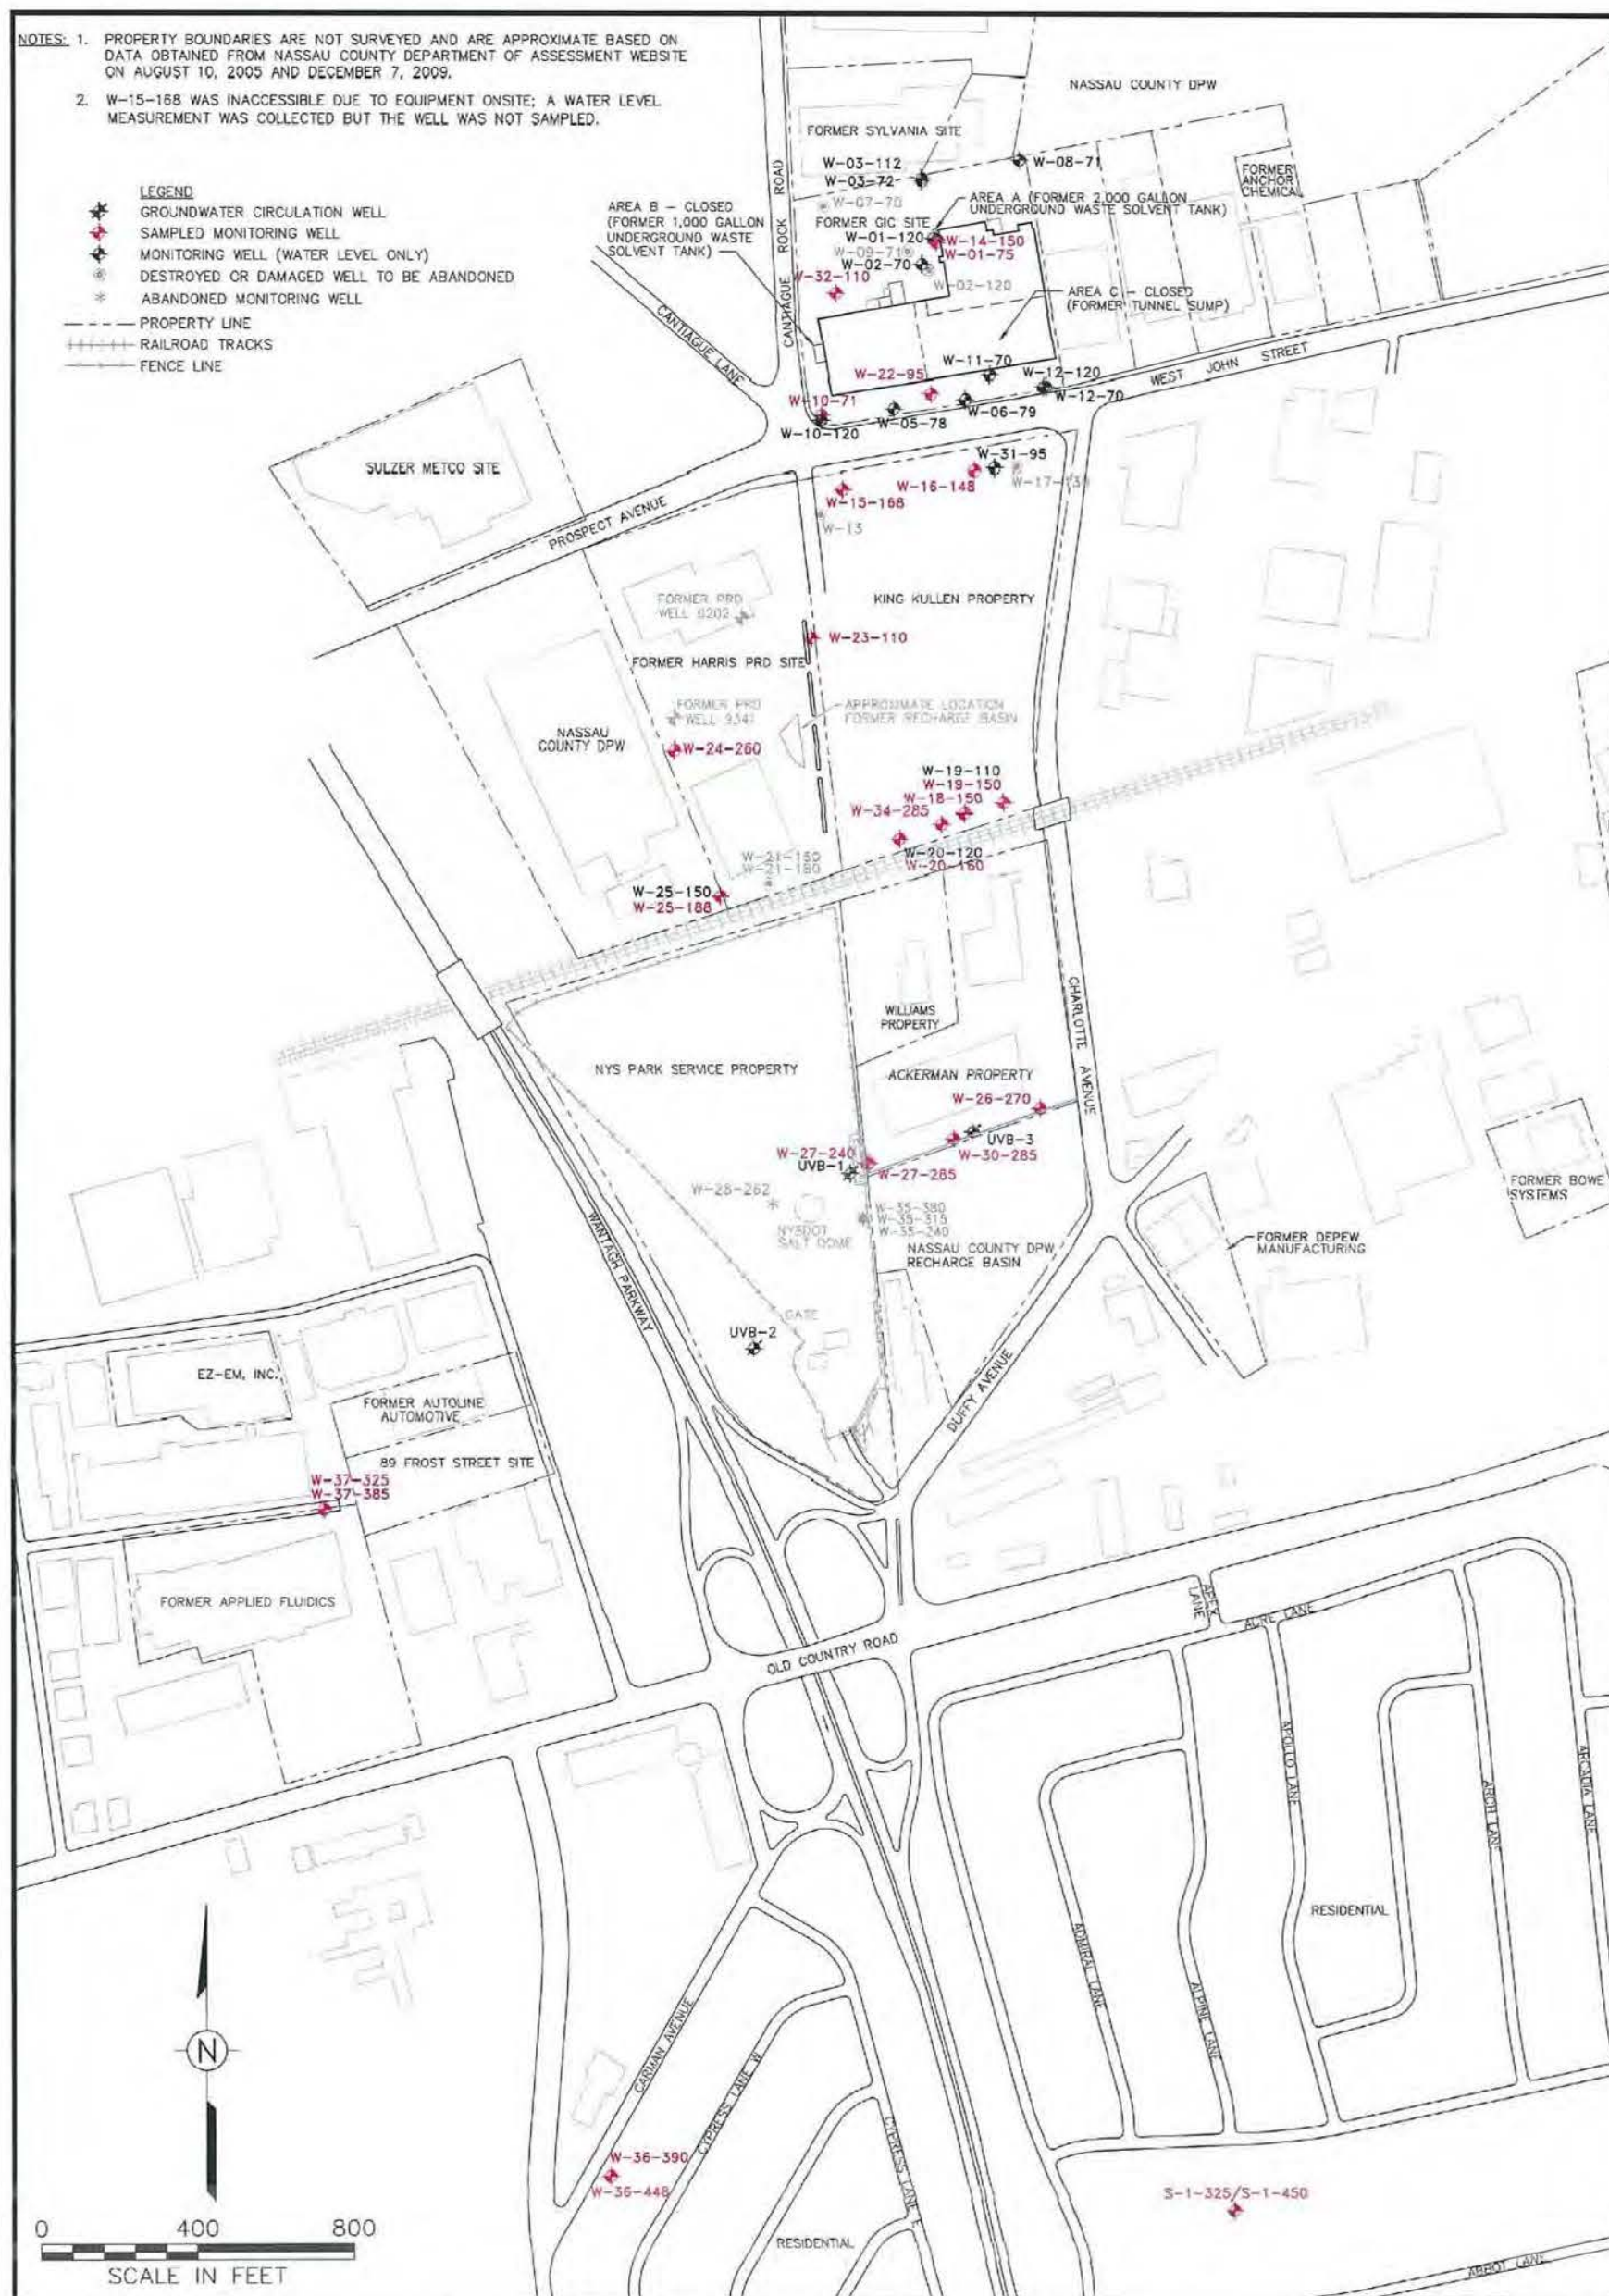 NOTES: 1. PROPERTY BOUNDARIES ARE NOT SURVEYED AND ARE APPROXIMATE BASED ON
DATA OBTAINED FROM NASSAU COUNTY DEPARTMENT OF ASSESSMENT WEBSITE
ON AUGUST 10, 2005 AND DECEMBER 7, 2009.
2. W-15-168 WAS INACCESSIBLE DUE TO EQUIPMENT ONSITE; A WATER LEVEL
MEASUREMENT WAS COLLECTED BUT THE WELL WAS NOT SAMPLED.
LEGEND
GROUNDWATER CIRCULATION WELL
SAMPLED MONITORING WELL
MONITORING WELL (WATER LEVEL ONLY)
DESTROYED OR DAMAGED WELL TO BE ABANDONED
ABANDONED MONITORING WELL
PROPERTY LINE
RAILROAD TRACKS
FENCE LINE
NASSAU COUNTY DPW
FORMER SYLVANIA SITE
W-03-112
W-03-72
W-08-71
W-07-70
FORMER
ANCHOR
CHEMICAL
AREA A (FORMER 2,000 GALLON
UNDERGROUND WASTE SOLVENT TANK)
AREA B - CLOSED
(FORMER 1,000 GALLON
UNDERGROUND WASTE
SOLVENT TANK)
CANTIAGUE ROCK ROAD
FORMER GIC SITE
W-01-120
W-14-150
W-01-75
W-09-71
W-02-70
W-02-120
W-32-110
AREA C - CLOSED
(FORMER TUNNEL SUMP)
CANTIAGUE LANE
W-11-70
W-22-95
W-12-120
W-12-70
WEST JOHN STREET
W-10-71
W-10-120
W-05-78
W-06-79
W-31-95
SULZER METCO SITE
W-16-148
W-15-168
W-13
PROSPECT AVENUE
FORMER PRD
WELL 6202
KING KULLEN PROPERTY
W-23-110
FORMER HARRIS PRD SITE
FORMER PRD
WELL 9341
APPROXIMATE LOCATION
FORMER RECHARGE BASIN
NASSAU
COUNTY DPW
W-24-260
W-19-110
W-19-150
W-18-150
W-34-285
W-20-120
W-20-160
W-21-150
W-21-180
W-25-150
W-25-188
CHARLOTTE AVENUE
WILLIAMS
PROPERTY
NYS PARK SERVICE PROPERTY
ACKERMAN PROPERTY
W-26-270
UVB-3
W-30-285
W-27-240
UVB-1
W-27-285
W-28-262
W-35-380
W-35-315
W-35-240
NYSDOT
SALT DOME
NASSAU COUNTY DPW
RECHARGE BASIN
FORMER BOWE
SYSTEMS
FORMER DEPEW
MANUFACTURING
WANTAGH PARKWAY
GATE
UVB-2
DUFFY AVENUE
EZ-EM, INC.
FORMER AUTOLINE
AUTOMOTIVE
89 FROST STREET SITE
W-37-325
W-37-385
FORMER APPLIED FLUIDICS
OLD COUNTRY ROAD
APEX
LANE
ACRE LANE
APOLLO LANE
ARCH LANE
ARCADIA LANE
RESIDENTIAL
ADMIRAL LANE
ALPINE LANE
N
CARMAN AVENUE
CYPRESS LANE W
CYPRESS LANE E
W-36-390
W-36-448
S-1-325/S-1-450
RESIDENTIAL
ABBOT LANE
0 400 800
SCALE IN FEET